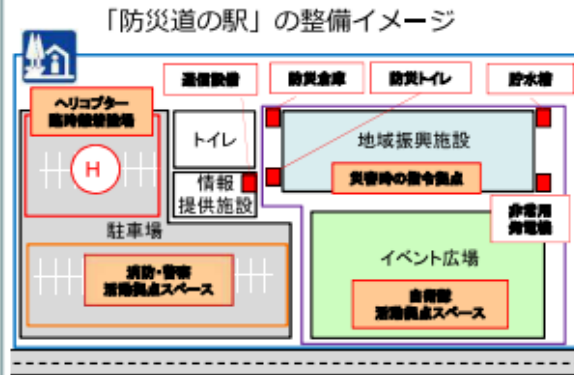 「防災道の駅」の整備イメージ
通信設備
防災倉庫
防災トイレ
貯水槽
ヘリコプター
臨時離着陸場
H
トイレ
情報
提供施設
地域振興施設
災害時の指令拠点
非常用
発電機
駐車場
消防・警察
活動拠点スペース
イベント広場
自衛隊
活動拠点スペース